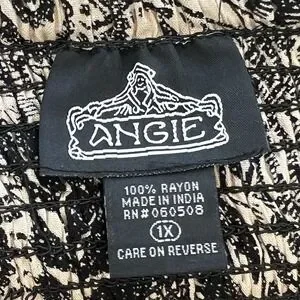 ANGIE
100% RAYON
MADE IN INDIA
RN#060508
1X
CARE ON REVERSE